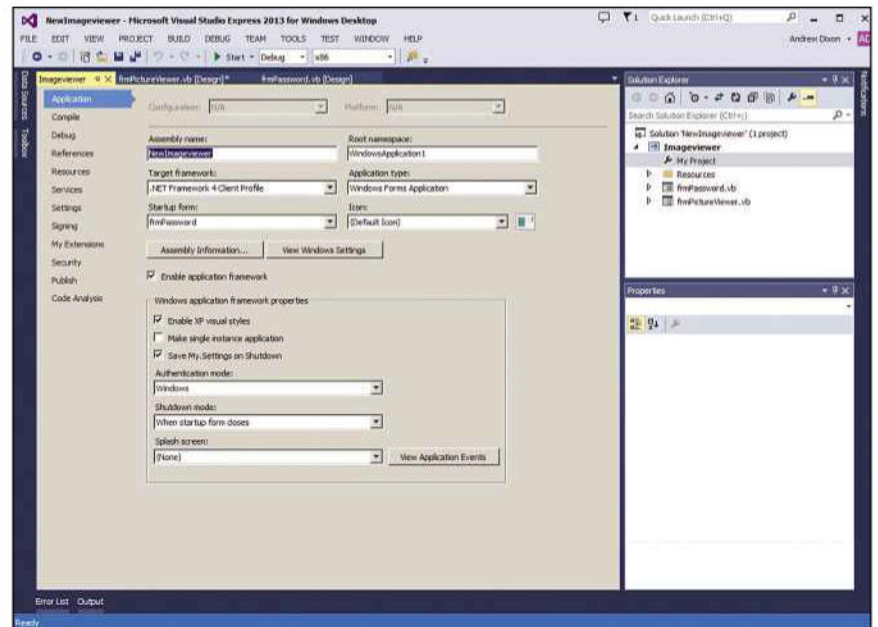 NewImageviewer - Microsoft Visual Studio Express 2013 for Windows Desktop
1
Quick Launch (Ctrl+Q)
FILE EDIT VIEW PROJECT BUILD DEBUG TEAM TOOLS TEST WINDOW HELP
Andrew Dixon
AD
Start
Debug
x86
Data Sources
Toolbox
Imageviewer
frmPictureViewer.vb [Design]*
frmPassword.vb [Design]
Application
Compile
Debug
References
Resources
Services
Settings
Signing
My Extensions
Security
Publish
Code Analysis
Configuration: N/A
Platform: N/A
Assembly name:
Root namespace:
NewImageviewer
WindowsApplication1
Target framework:
Application type:
.NET Framework 4 Client Profile
Windows Forms Application
Startup form:
Icon:
frmPassword
(Default Icon)
Assembly Information...
View Windows Settings
Enable application framework
Windows application framework properties
Enable XP visual styles
Make single instance application
Save My.Settings on Shutdown
Authentication mode:
Windows
Shutdown mode:
When startup form closes
Splash screen:
(None)
View Application Events
Solution Explorer
Search Solution Explorer (Ctrl+;)
Solution 'NewImageviewer' (1 project)
Imageviewer
My Project
Resources
frmPassword.vb
frmPictureViewer.vb
Properties
Notifications
Error List Output
Ready